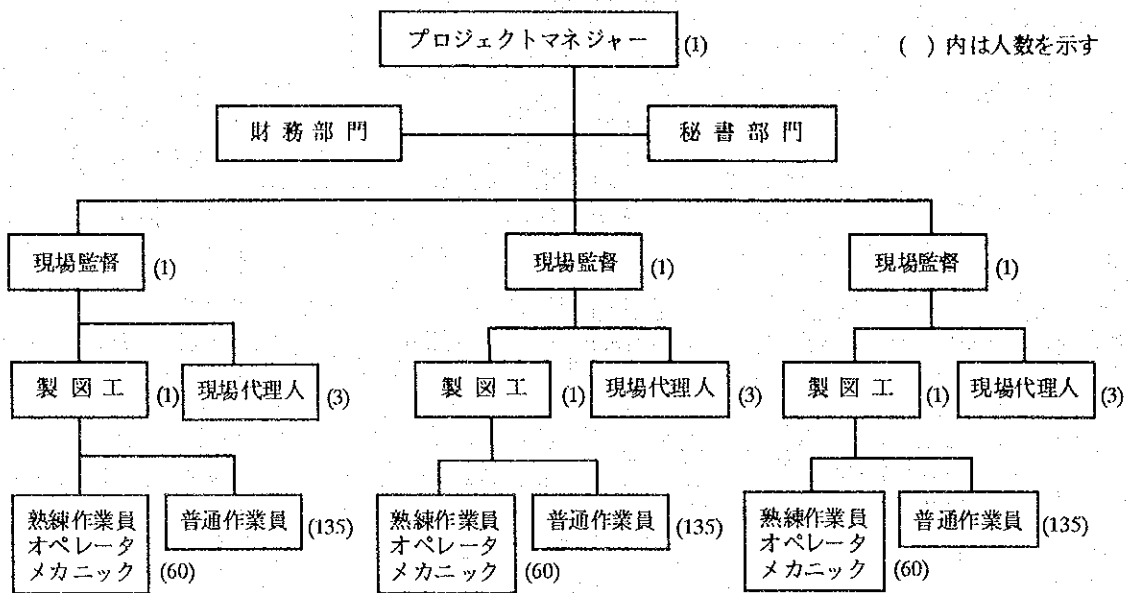 プロジェクトマネジャー (1)
( ) 内は人数を示す
財務部門
秘書部門
現場監督 (1)
現場監督 (1)
現場監督 (1)
製図工 (1)
現場代理人 (3)
製図工 (1)
現場代理人 (3)
製図工 (1)
現場代理人 (3)
熟練作業員
オペレータ
メカニック (60)
普通作業員 (135)
熟練作業員
オペレータ
メカニック (60)
普通作業員 (135)
熟練作業員
オペレータ
メカニック (60)
普通作業員 (135)